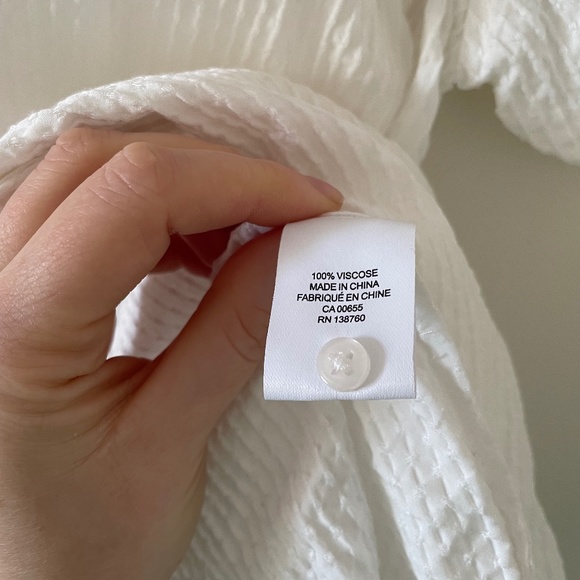 100% VISCOSE
MADE IN CHINA
FABRIQUÉ EN CHINE
CA 00655
RN 138760